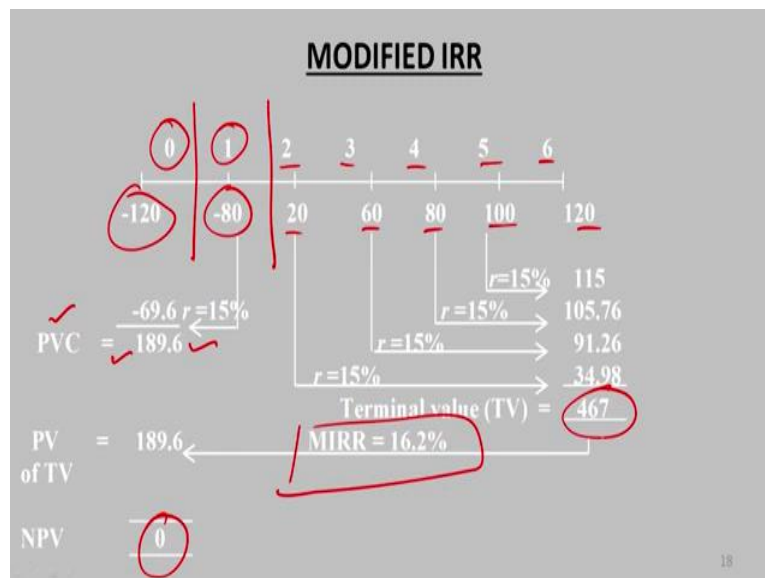 MODIFIED IRR
0 1 2 3 4 5 6
-120 -80 20 60 80 100 120
r=15% 115
-69.6 r=15% r=15% 105.76
PVC = 189.6 r=15% 91.26
r=15% 34.98
Terminal value (TV) = 467
PV = 189.6 MIRR = 16.2%
of TV
NPV 0
18